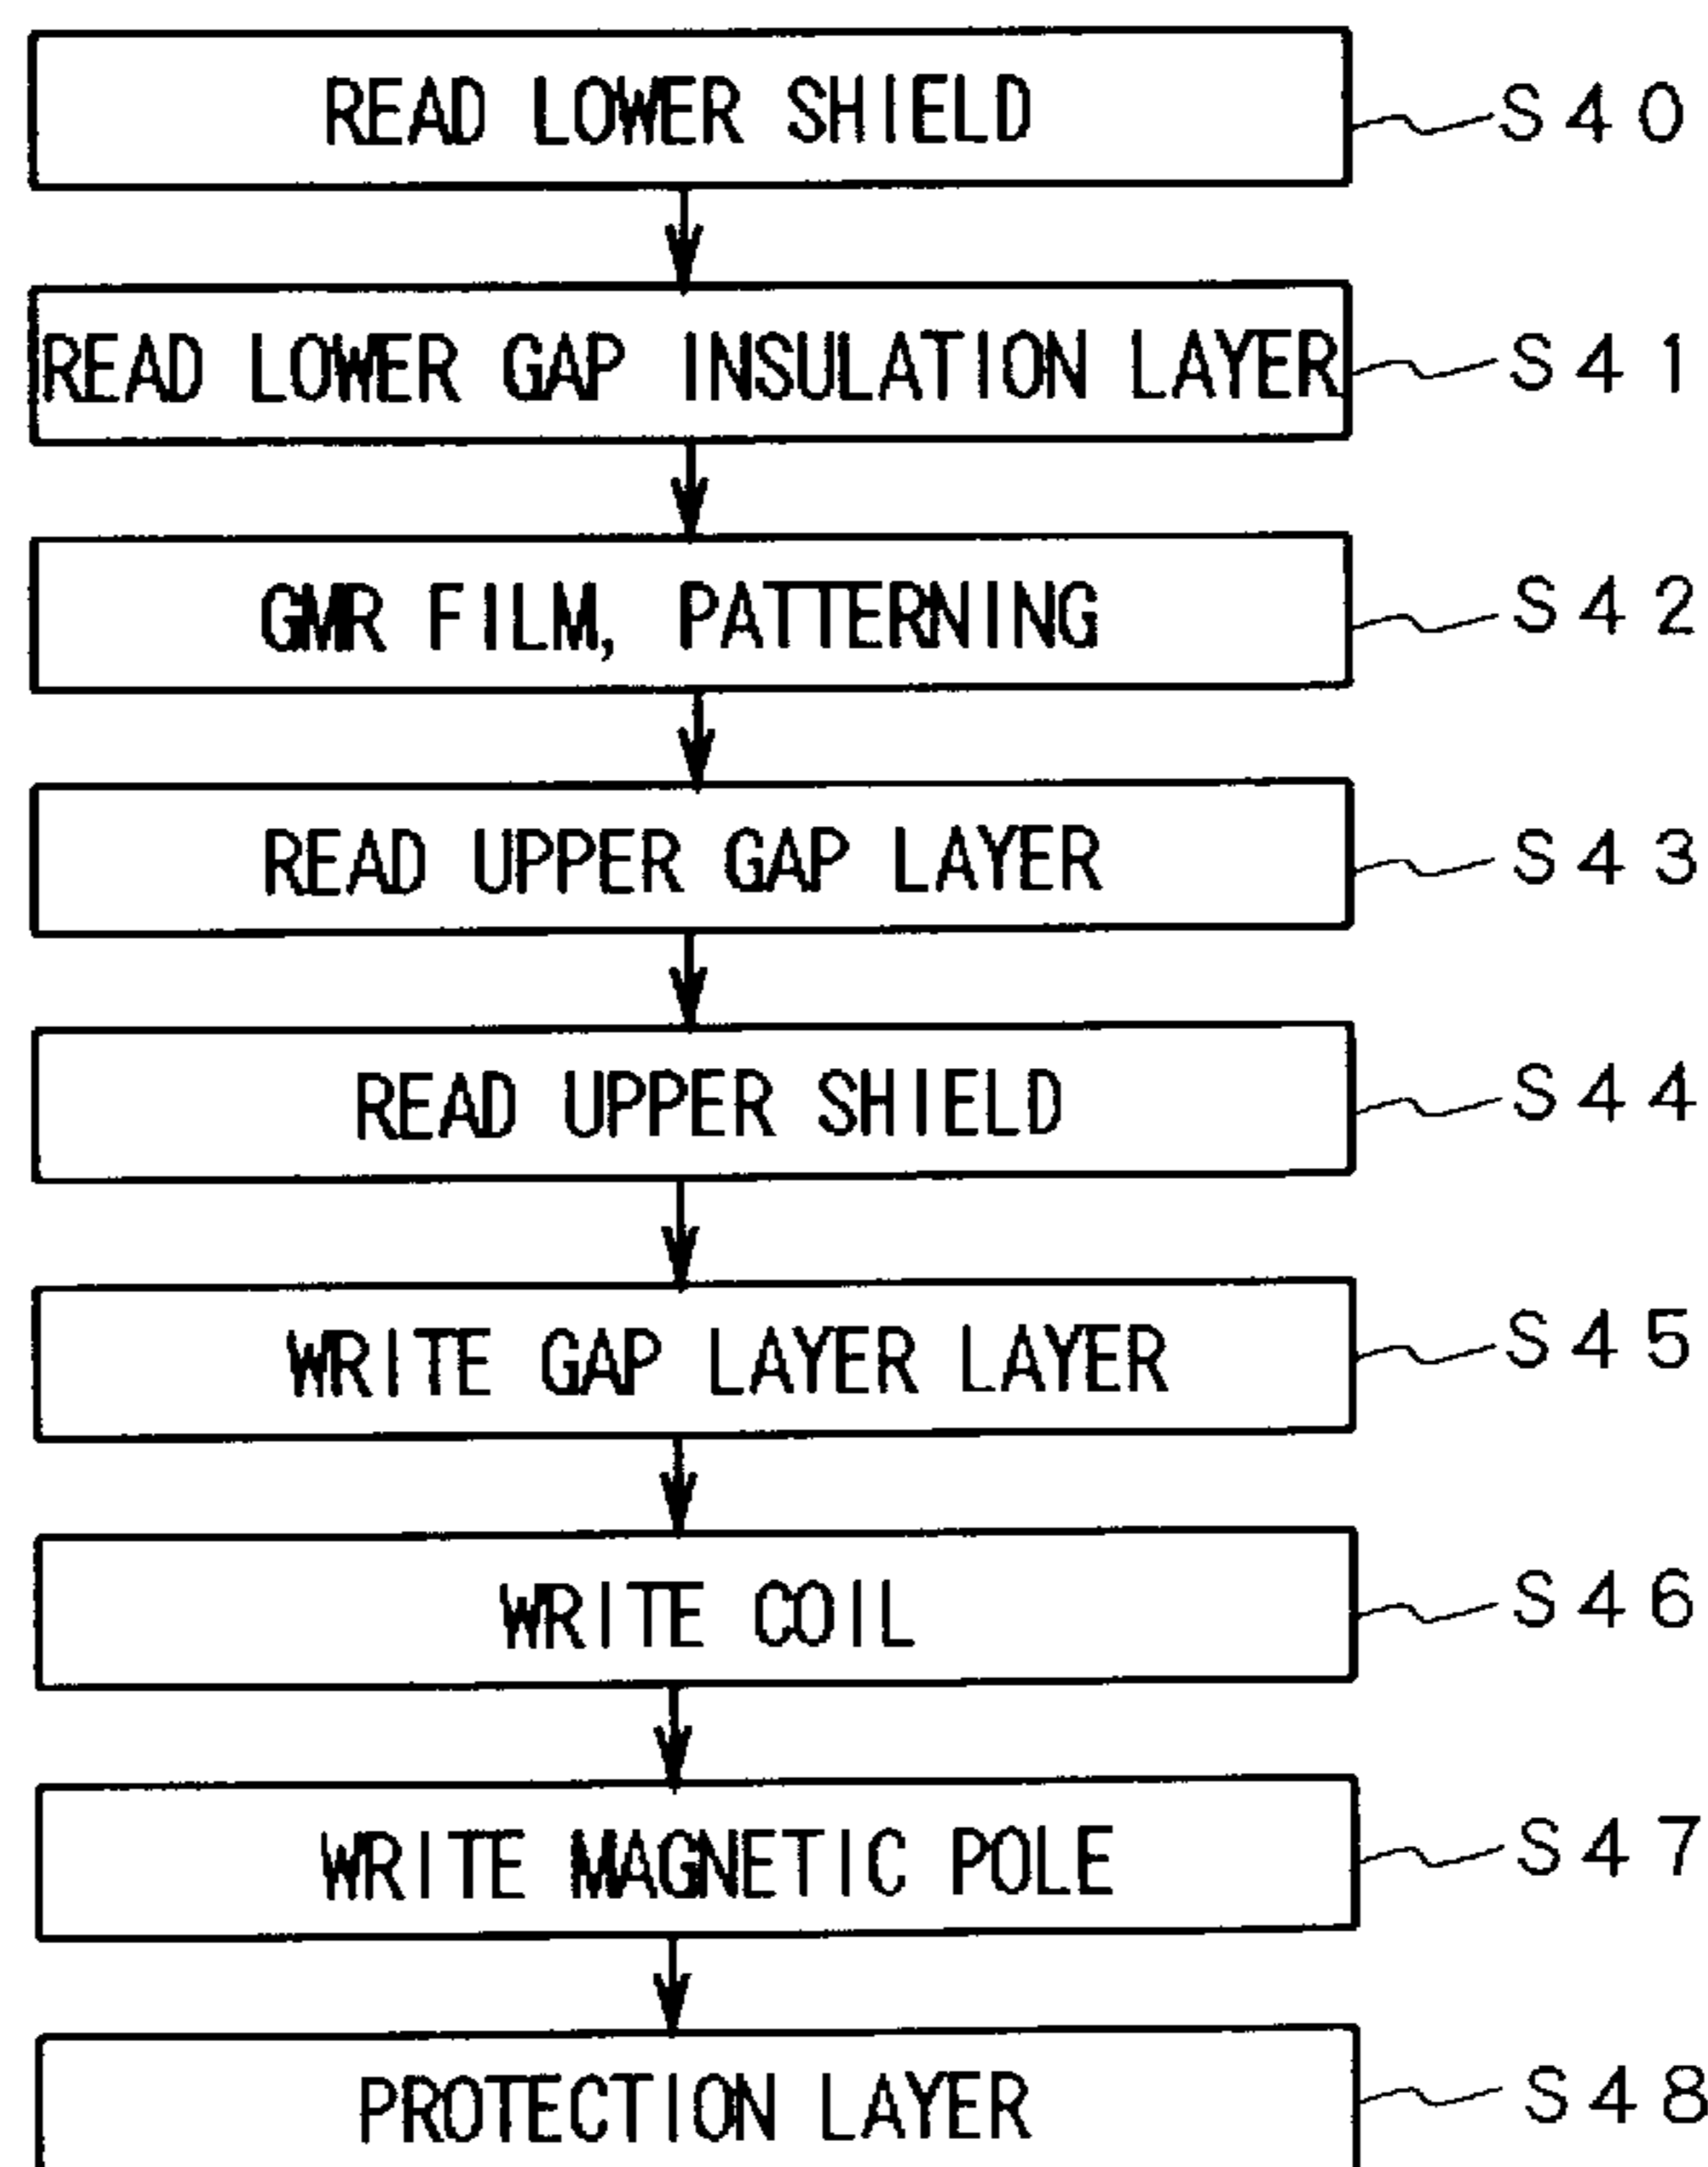 READ LOWER SHIELD S40
READ LOWER GAP INSULATION LAYER S41
GMR FILM, PATTERNING S42
READ UPPER GAP LAYER S43
READ UPPER SHIELD S44
WRITE GAP LAYER LAYER S45
WRITE COIL S46
WRITE MAGNETIC POLE S47
PROTECTION LAYER S48